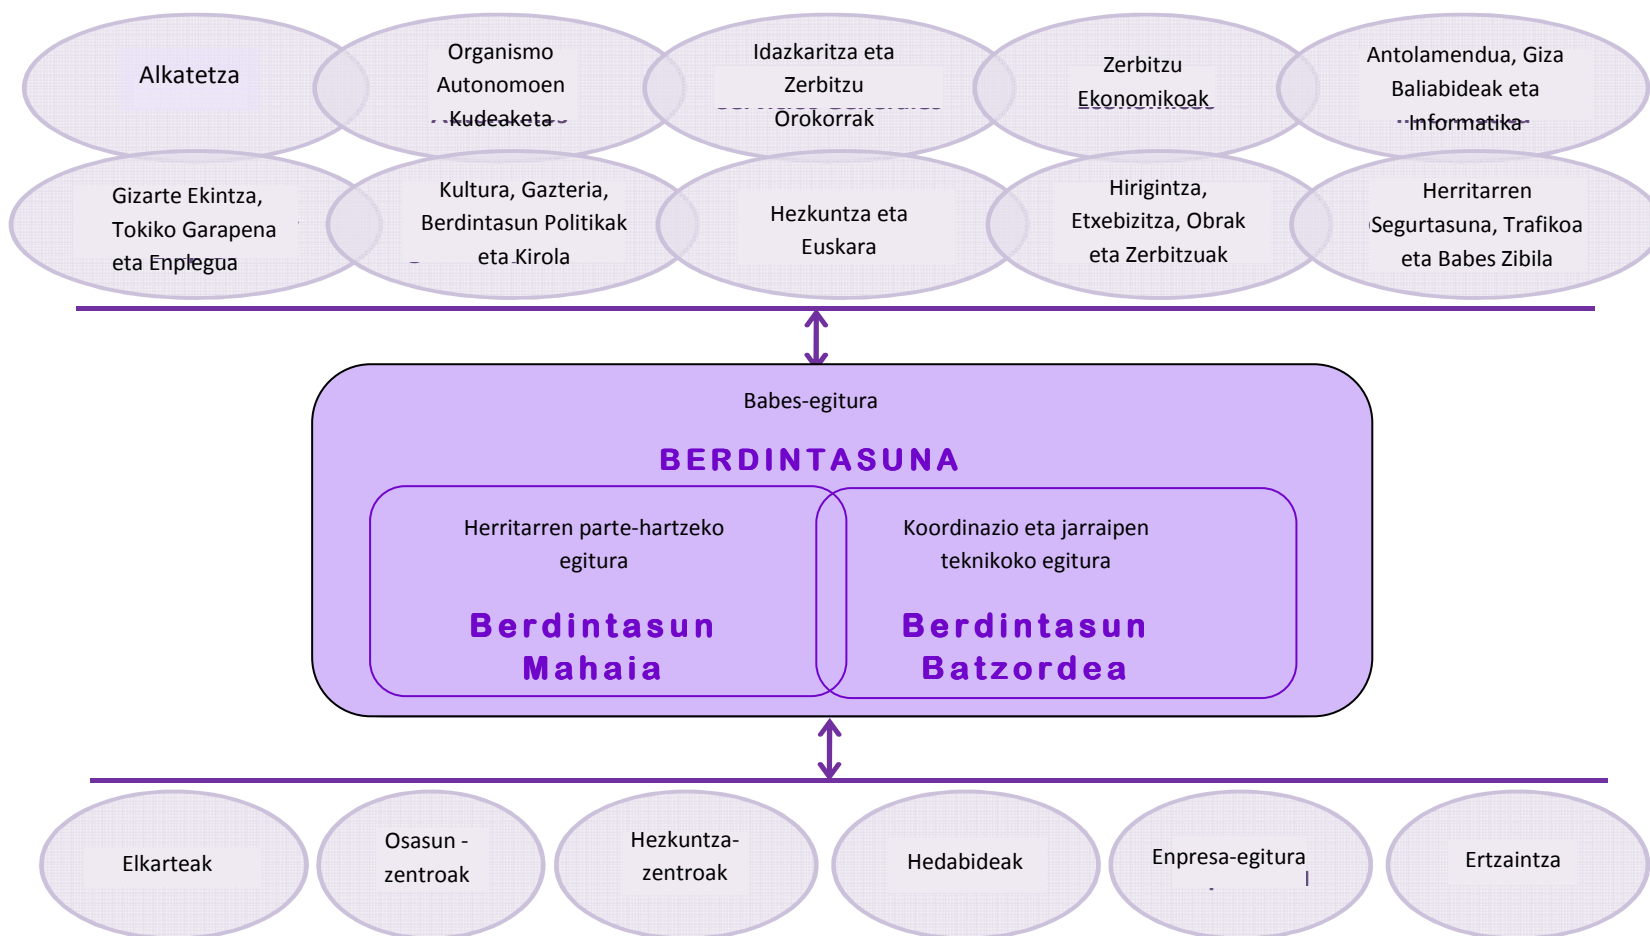 Alkatetza
Organismo
Autonomoen
Kudeaketa
Idazkaritza eta
Zerbitzu
Orokorrak
Zerbitzu
Ekonomikoak
Antolamendua, Giza
Baliabideak eta
Informatika
Gizarte Ekintza,
Tokiko Garapena
eta Enplegua
Kultura, Gazteria,
Berdintasun Politikak
eta Kirola
Hezkuntza eta
Euskara
Hirigintza,
Etxebizitza, Obrak
eta Zerbitzuak
Herritarren
Segurtasuna, Trafikoa
eta Babes Zibila
Babes-egitura
BERDINTASUNA
Herritarren parte-hartzeko
egitura
Berdintasun
Mahaia
Koordinazio eta jarraipen
teknikoko egitura
Berdintasun
Batzordea
Elkarteak
Osasun -
zentroak
Hezkuntza-
zentroak
Hedabideak
Enpresa-egitura
Ertzaintza